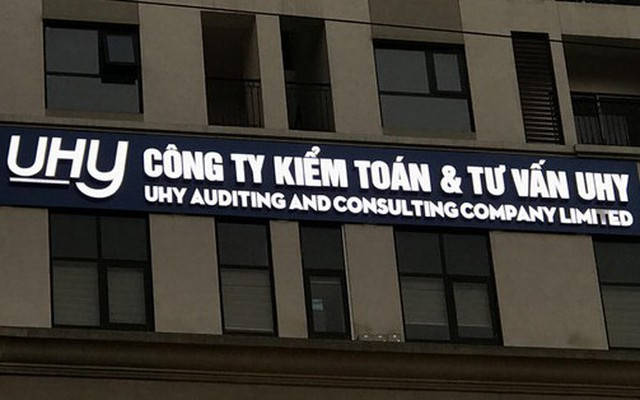 UHY
CÔNG TY KIỂM TOÁN & TƯ VẤN UHY
UHY AUDITING AND CONSULTING COMPANY LIMITED